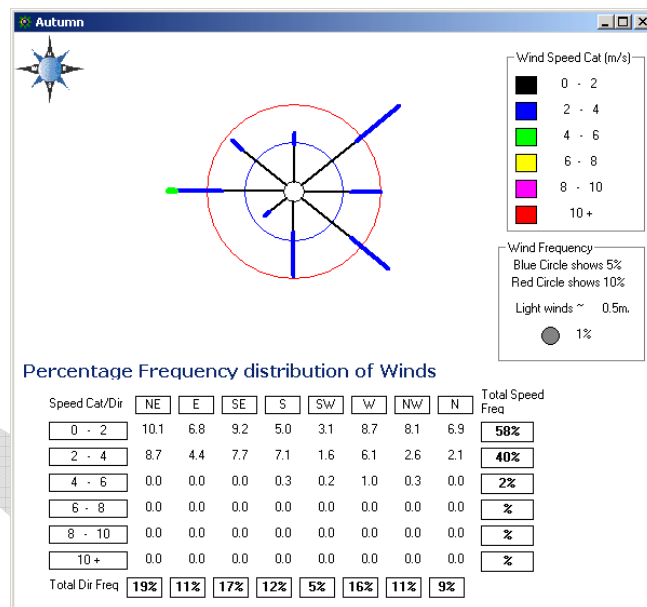 Autumn
Wind Speed Cat (m/s)
0 - 2
2 - 4
4 - 6
6 - 8
8 - 10
10 +
Wind Frequency
Blue Circle shows 5%
Red Circle shows 10%
Light winds ~ 0.5m.
1%
Percentage Frequency distribution of Winds
Speed Cat/Dir NE E SE S SW W NW N Total Speed Freq
0 - 2 10.1 6.8 9.2 5.0 3.1 8.7 8.1 6.9 58%
2 - 4 8.7 4.4 7.7 7.1 1.6 6.1 2.6 2.1 40%
4 - 6 0.0 0.0 0.0 0.3 0.2 1.0 0.3 0.0 2%
6 - 8 0.0 0.0 0.0 0.0 0.0 0.0 0.0 0.0 %
8 - 10 0.0 0.0 0.0 0.0 0.0 0.0 0.0 0.0 %
10 + 0.0 0.0 0.0 0.0 0.0 0.0 0.0 0.0 %
Total Dir Freq 19% 11% 17% 12% 5% 16% 11% 9%